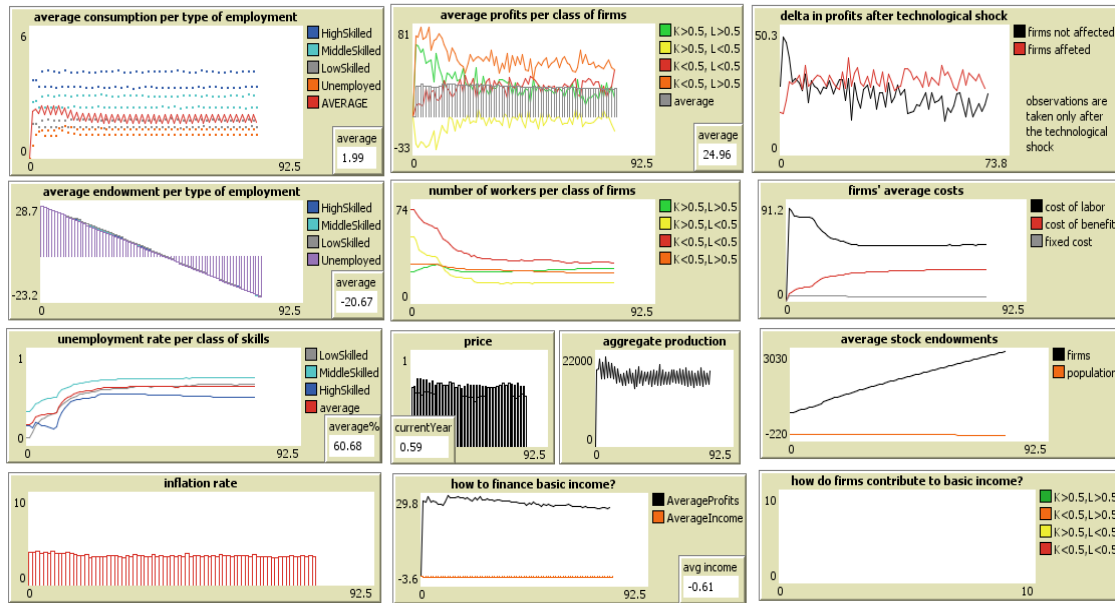 average consumption per type of employment
6
0
0
92.5
HighSkilled
MiddleSkilled
LowSkilled
Unemployed
AVERAGE
average
1.99
average profits per class of firms
81
-33
0
92.5
K>0.5, L>0.5
K>0.5, L<0.5
K<0.5, L<0.5
K<0.5, L>0.5
average
average
24.96
delta in profits after technological shock
50.3
0
0
73.8
firms not affected
firms affeted
observations are
taken only after
the technological
shock
average endowment per type of employment
28.7
-23.2
0
92.5
HighSkilled
MiddleSkilled
LowSkilled
Unemployed
average
-20.67
number of workers per class of firms
74
0
0
92.5
K>0.5,L>0.5
K>0.5,L<0.5
K<0.5,L<0.5
K<0.5,L>0.5
firms' average costs
91.2
0
0
92.5
cost of labor
cost of benefit
fixed cost
unemployment rate per class of skills
1
0
0
92.5
LowSkilled
MiddleSkilled
HighSkilled
average
average%
60.68
price
1
92.5
currentYear
0.59
aggregate production
22000
0
0
92.5
average stock endowments
3030
-220
0
92.5
firms
population
inflation rate
10
0
0
92.5
how to finance basic income?
29.8
-3.6
0
92.5
AverageProfits
AverageIncome
avg income
-0.61
how do firms contribute to basic income?
10
0
0
10
K>0.5,L>0.5
K<0.5,L>0.5
K>0.5,L<0.5
K<0.5,L<0.5